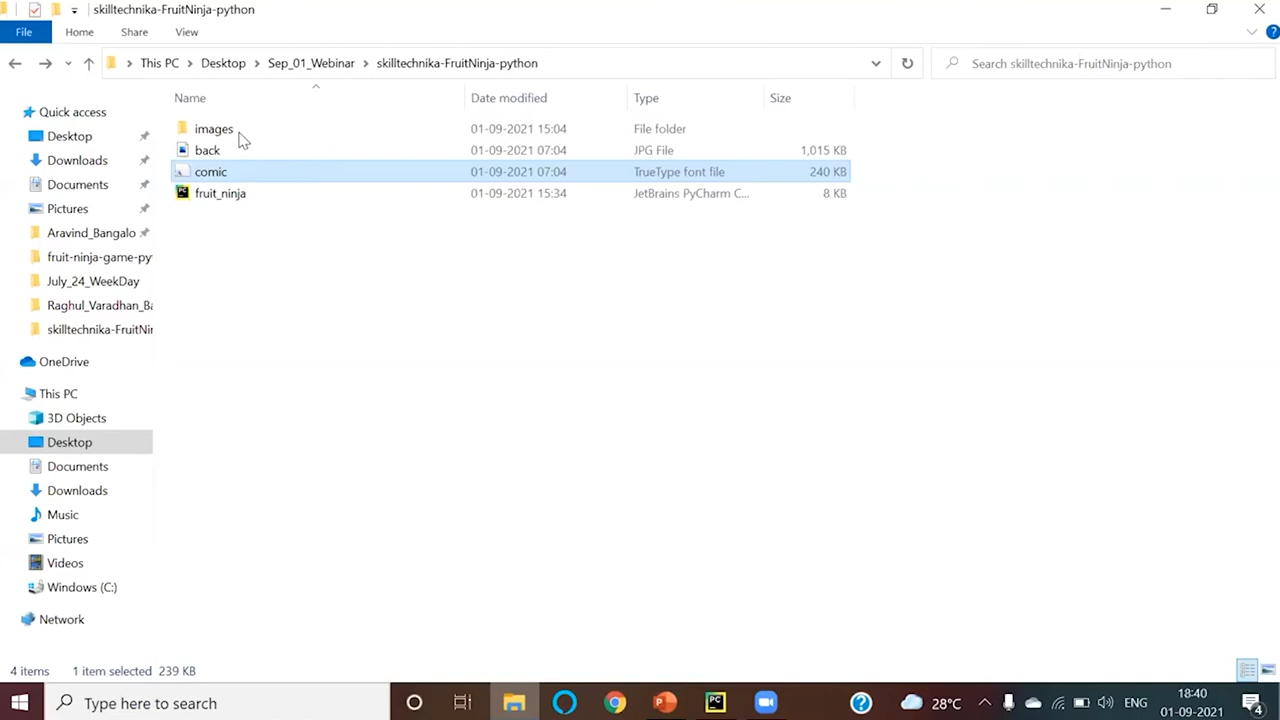 skilltechnika-FruitNinja-python
File Home Share View
This PC Desktop Sep_01_Webinar skilltechnika-FruitNinja-python
Search skilltechnika-FruitNinja-python
Name Date modified Type Size
images 01-09-2021 15:04 File folder
back 01-09-2021 07:04 JPG File 1,015 KB
comic 01-09-2021 07:04 TrueType font file 240 KB
fruit_ninja 01-09-2021 15:34 JetBrains PyCharm C... 8 KB
Quick access
Desktop
Downloads
Documents
Pictures
Aravind_Bangalo
fruit-ninja-game-py
July_24_WeekDay
Raghul_Varadhan_Ba
skilltechnika-FruitNin
OneDrive
This PC
3D Objects
Desktop
Documents
Downloads
Music
Pictures
Videos
Windows (C:)
Network
4 items 1 item selected 239 KB
Type here to search
28°C
ENG
18:40
01-09-2021
4